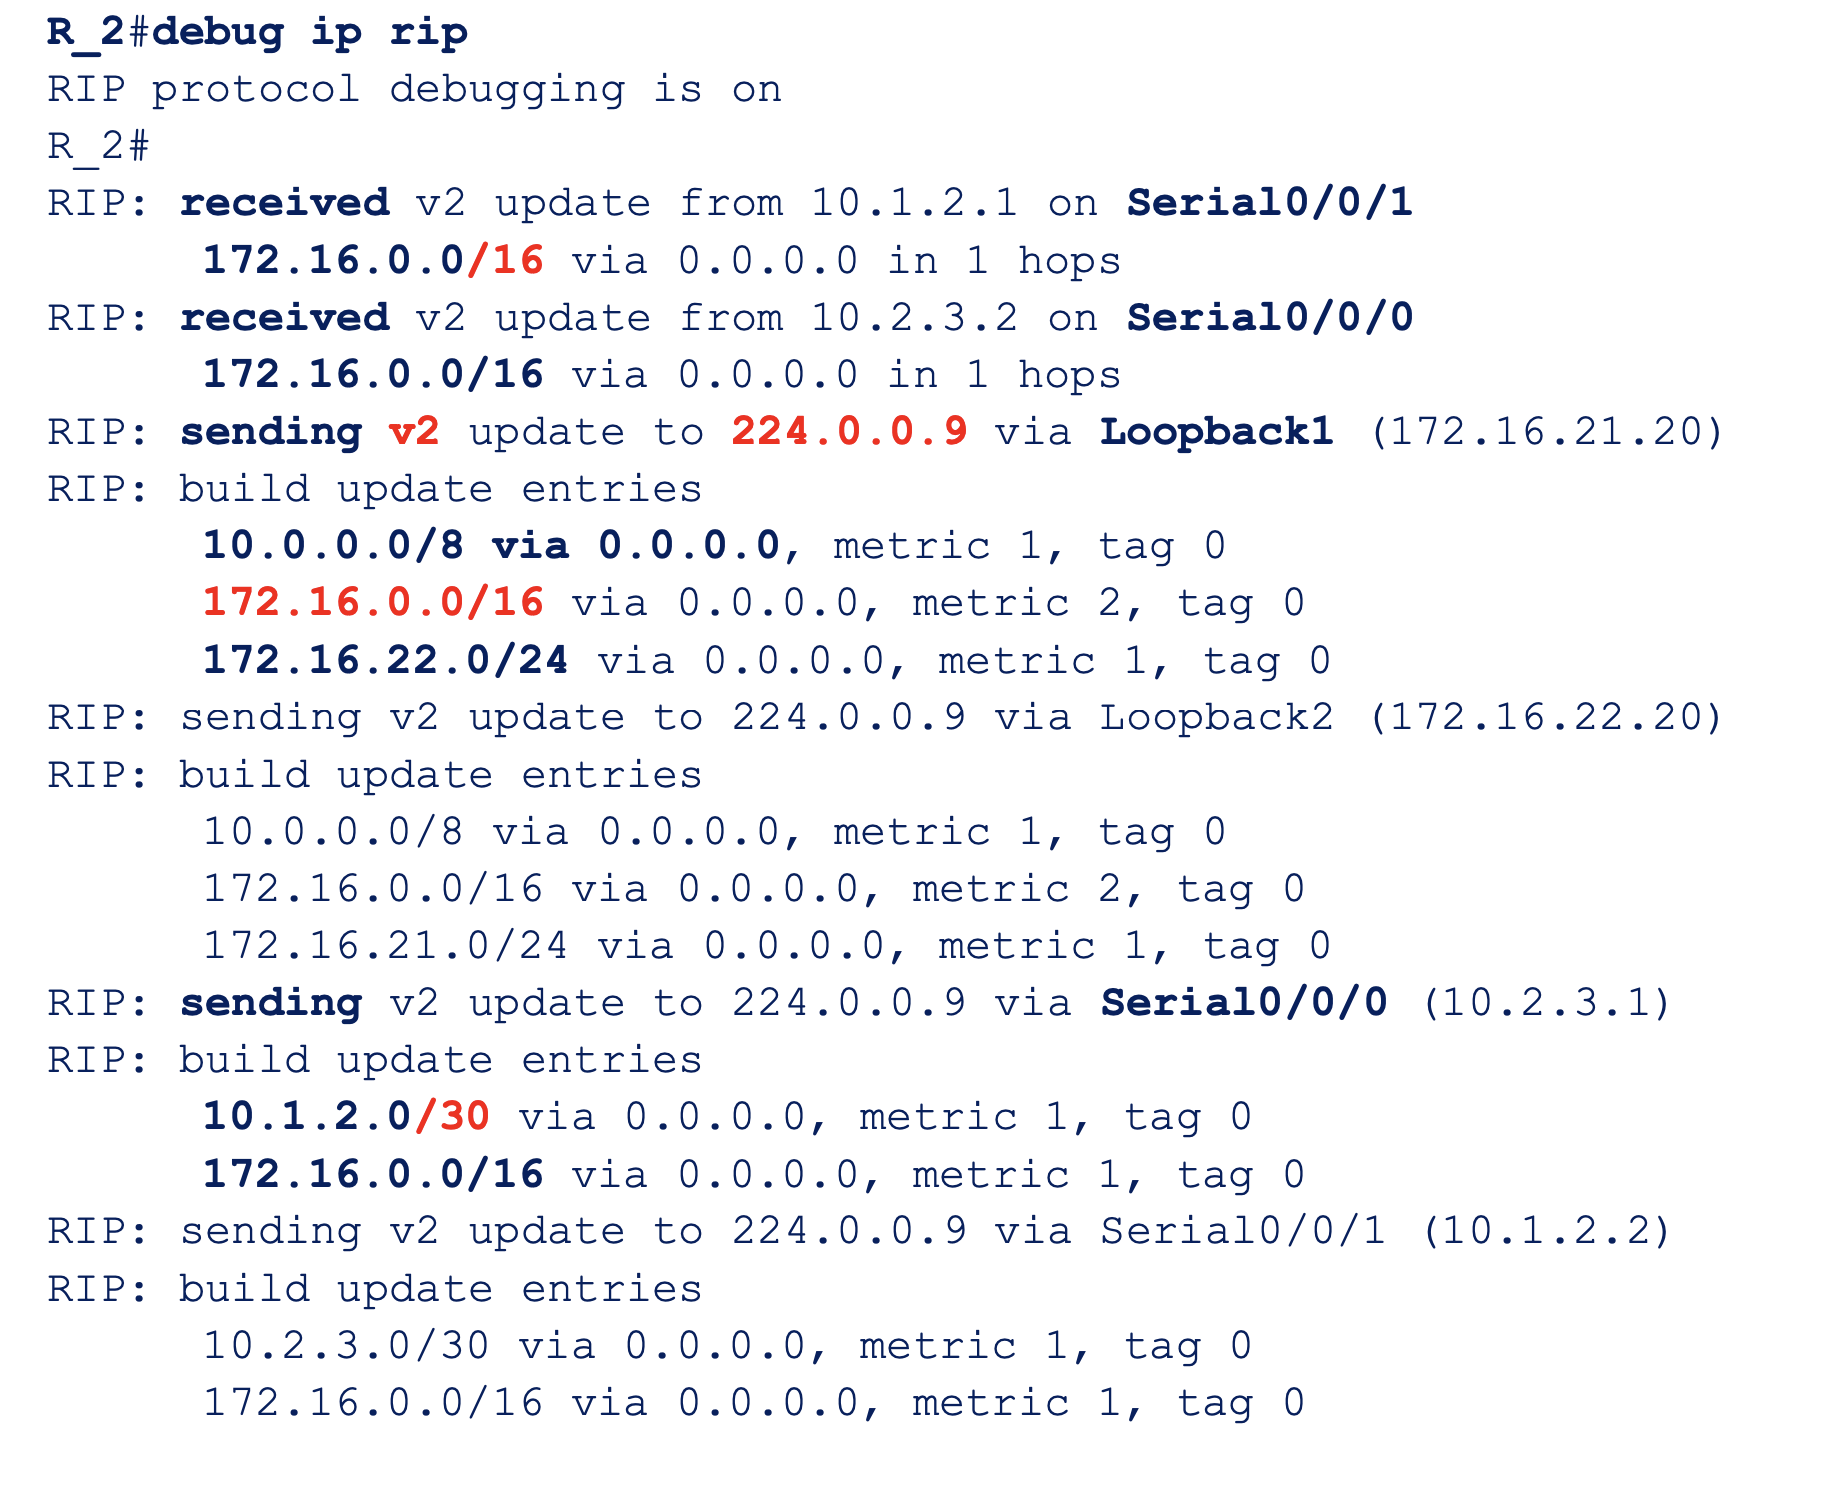 R_2#debug ip rip
RIP protocol debugging is on
R_2#
RIP: received v2 update from 10.1.2.1 on Serial0/0/1
172.16.0.0/16 via 0.0.0.0 in 1 hops
RIP: received v2 update from 10.2.3.2 on Serial0/0/0
172.16.0.0/16 via 0.0.0.0 in 1 hops
RIP: sending v2 update to 224.0.0.9 via Loopback1 (172.16.21.20)
RIP: build update entries
10.0.0.0/8 via 0.0.0.0, metric 1, tag 0
172.16.0.0/16 via 0.0.0.0, metric 2, tag 0
172.16.22.0/24 via 0.0.0.0, metric 1, tag 0
RIP: sending v2 update to 224.0.0.9 via Loopback2 (172.16.22.20)
RIP: build update entries
10.0.0.0/8 via 0.0.0.0, metric 1, tag 0
172.16.0.0/16 via 0.0.0.0, metric 2, tag 0
172.16.21.0/24 via 0.0.0.0, metric 1, tag 0
RIP: sending v2 update to 224.0.0.9 via Serial0/0/0 (10.2.3.1)
RIP: build update entries
10.1.2.0/30 via 0.0.0.0, metric 1, tag 0
172.16.0.0/16 via 0.0.0.0, metric 1, tag 0
RIP: sending v2 update to 224.0.0.9 via Serial0/0/1 (10.1.2.2)
RIP: build update entries
10.2.3.0/30 via 0.0.0.0, metric 1, tag 0
172.16.0.0/16 via 0.0.0.0, metric 1, tag 0